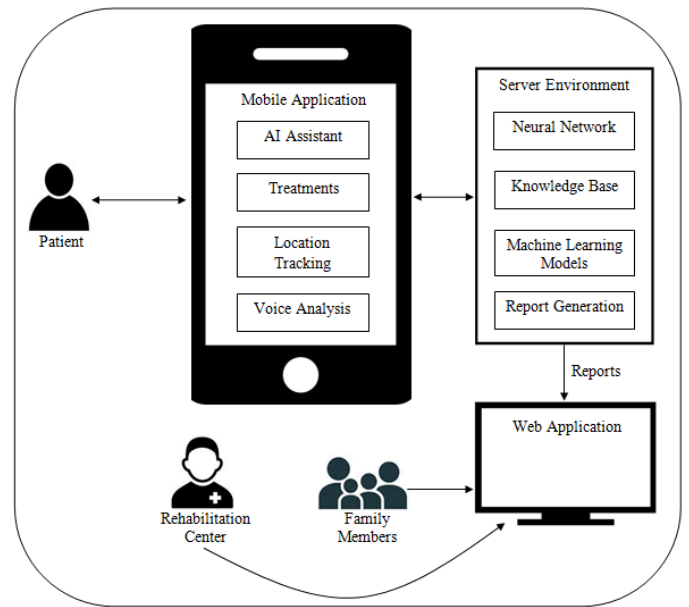 Mobile Application
AI Assistant
Treatments
Location
Tracking
Voice Analysis
Server Environment
Neural Network
Knowledge Base
Machine Learning
Models
Report Generation
Patient
Reports
Web Application
Rehabilitation
Center
Family
Members